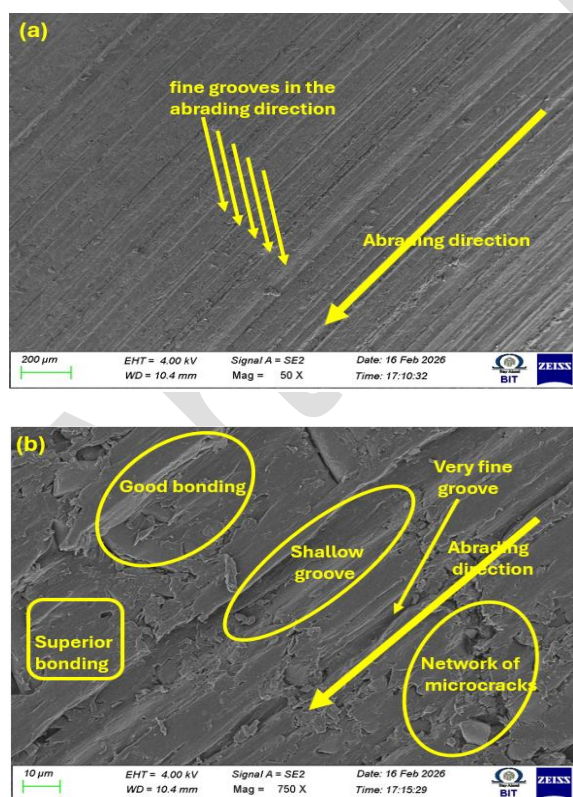 (a)
fine grooves in the
abrading direction
Abrading direction
200 µm
EHT = 4.00 kV
Signal A = SE2
Date: 16 Feb 2026
WD = 10.4 mm
Mag = 50 X
Time: 17:10:32
BIT
ZEISS
(b)
Good bonding
Very fine
groove
Shallow
groove
Abrading
direction
Superior
bonding
Network of
microcracks
10 µm
EHT = 4.00 kV
Signal A = SE2
Date: 16 Feb 2026
WD = 10.4 mm
Mag = 750 X
Time: 17:15:29
BIT
ZEISS